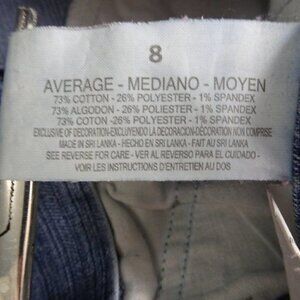 8
AVERAGE - MEDIANO - MOYEN
73% COTTON - 26% POLYESTER - 1% SPANDEX
73% ALGODON - 26% POLIESTER - 1% SPANDEX
73% COTON - 26% POLYESTER - 1% SPANDEX
EXCLUSIVE OF DECORATION-EXCLUYENDO LA DECORACION-DÉCORATION NON COMPRISE
MADE IN SRI LANKA - HECHO EN SRI LANKA - FAIT AU SRI LANKA
SEE REVERSE FOR CARE - VER AL REVERSO PARA EL CUIDADO -
VOIR LES INSTRUCTIONS D'ENTRETIEN AU DOS